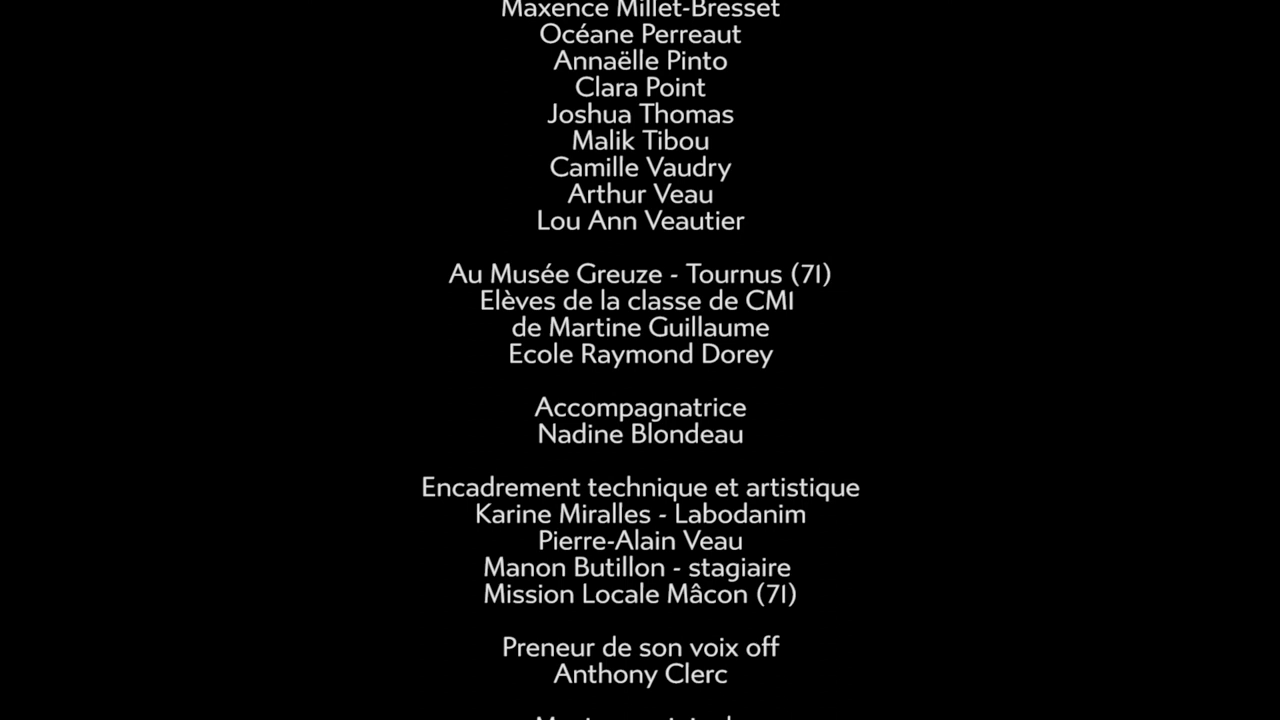 Maxence Millet-Bresset
Océane Perreaut
Annaëlle Pinto
Clara Point
Joshua Thomas
Malik Tibou
Camille Vaudry
Arthur Veau
Lou Ann Veautier
Au Musée Greuze - Tournus (71)
Elèves de la classe de CM1
de Martine Guillaume
Ecole Raymond Dorey
Accompagnatrice
Nadine Blondeau
Encadrement technique et artistique
Karine Miralles - Labodanim
Pierre-Alain Veau
Manon Butillon - stagiaire
Mission Locale Mâcon (71)
Preneur de son voix off
Anthony Clerc